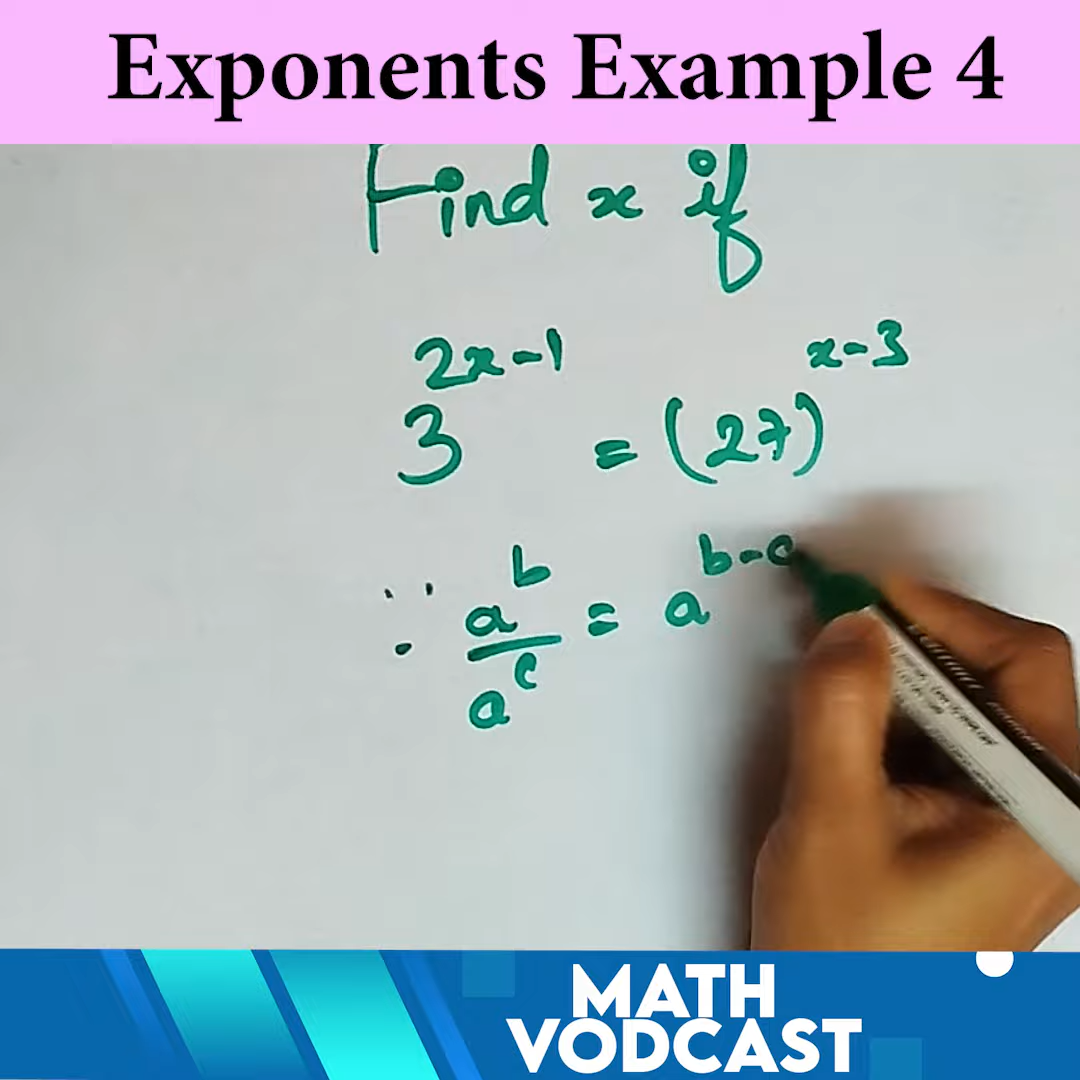 Exponents Example 4
Find x if
3^{2x-1} = (27)^{x-3}
∵ a^b / a^c = a^{b-c}
MATH
VODCAST